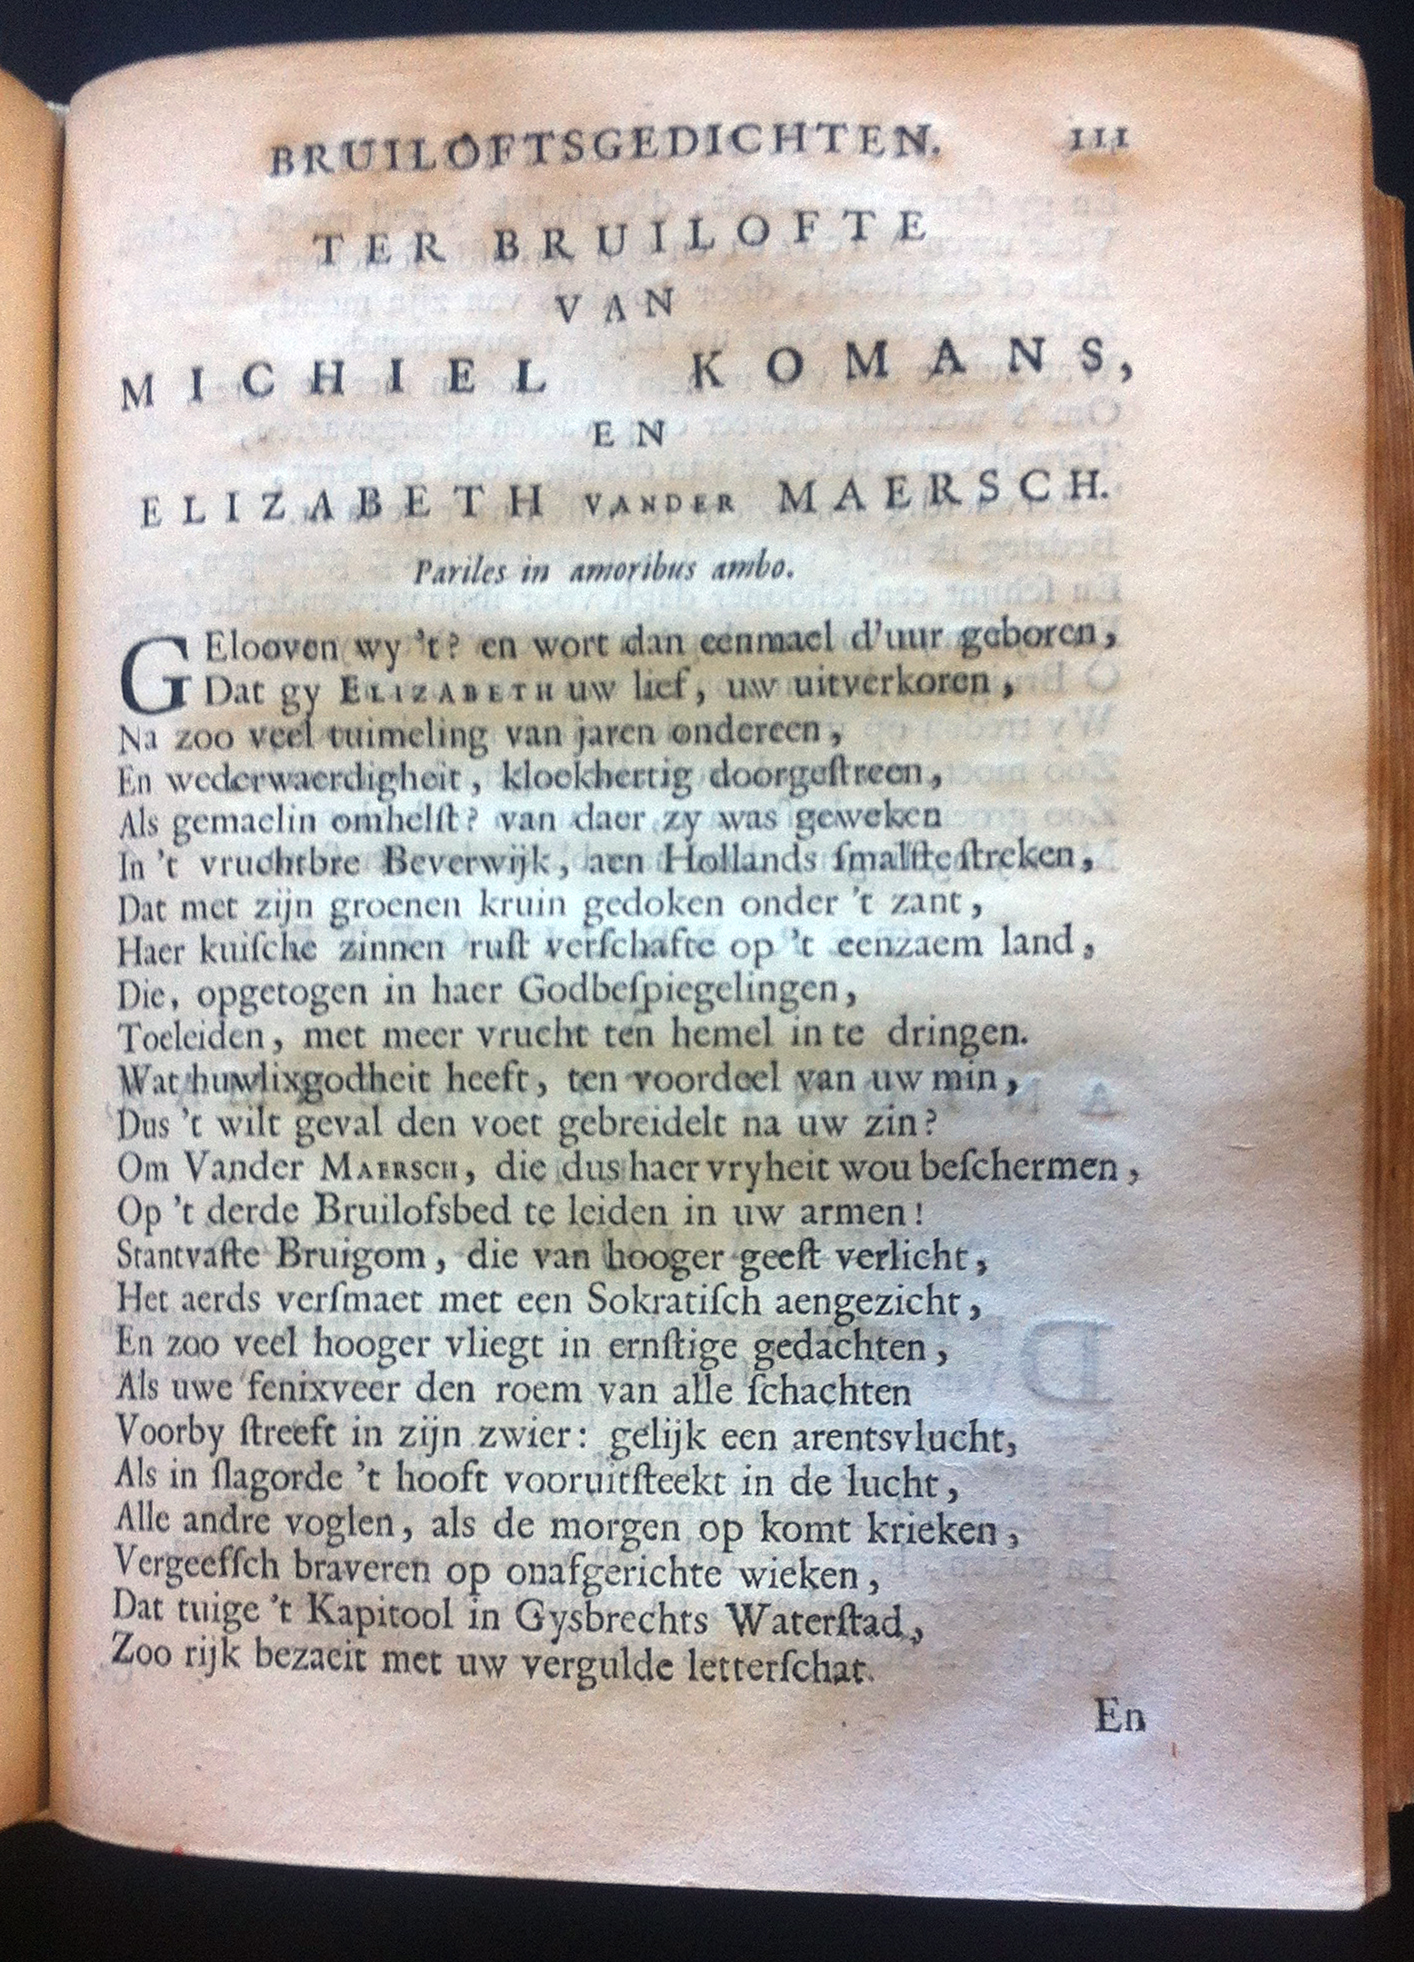 BRUILOFTSGEDICHTEN. 111
TER BRUILOFTE
VAN
MICHIEL KOMANS,
EN
ELIZABETH VANDER MAERSCH.
Pariles in amoribus ambo.
GElooven wy 't? en wort dan eenmael d'uur geboren,
Dat gy ELIZABETH uw lief, uw uitverkoren,
Na zoo veel tuimeling van jaren ondereen,
En wederwaerdigheit, kloekhertig doorgeſtreen,
Als gemaelin omhelſt? van daer zy was geweken
In 't vruchtbre Beverwijk, aen Hollands ſmalſte ſtreken,
Dat met zijn groenen kruin gedoken onder 't zant,
Haer kuiſche zinnen ruſt verſchafte op 't eenzaem land,
Die, opgetogen in haer Godbeſpiegelingen,
Toeleiden, met meer vrucht ten hemel in te dringen.
Wat huwlixgodheit heeft, ten voordeel van uw min,
Dus 't wilt geval den voet gebreidelt na uw zin?
Om Vander MAERSCH, die dus haer vryheit wou beſchermen,
Op 't derde Bruilofsbed te leiden in uw armen!
Stantvaſte Bruigom, die van hooger geeſt verlicht,
Het aerds verſmaet met een Sokratiſch aengezicht,
En zoo veel hooger vliegt in ernſtige gedachten,
Als uwe fenixveer den roem van alle ſchachten
Voorby ſtreeft in zijn zwier: gelijk een arentsvlucht,
Als in ſlagorde 't hooft vooruitſteekt in de lucht,
Alle andre voglen, als de morgen op komt krieken,
Vergeefſch braveren op onafgerichte wieken,
Dat tuige 't Kapitool in Gysbrechts Waterſtad,
Zoo rijk bezaeit met uw vergulde letterſchat.
En